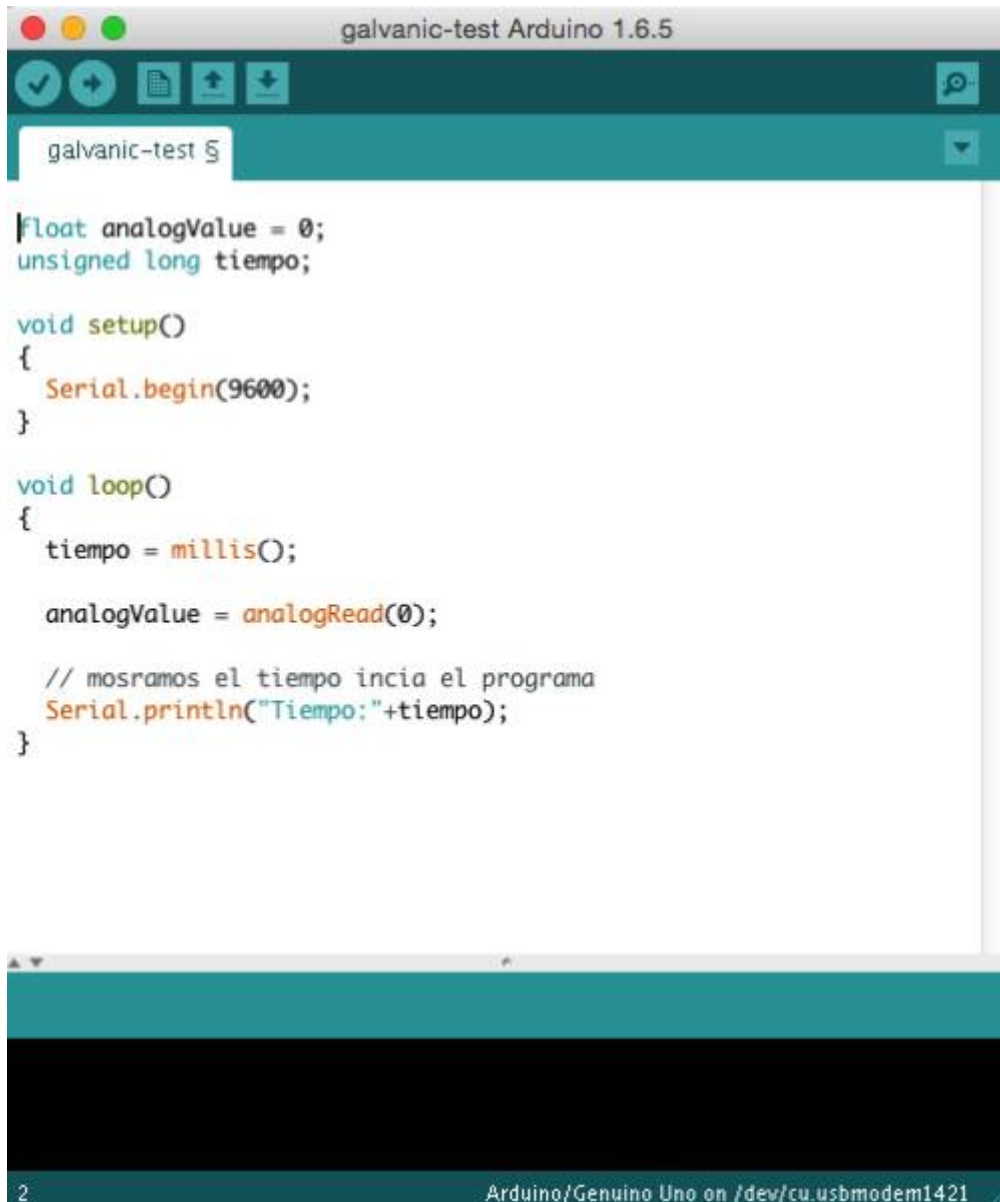 galvanic-test Arduino 1.6.5
galvanic-test §
float analogValue = 0;
unsigned long tiempo;
void setup()
{
Serial.begin(9600);
}
void loop()
{
tiempo = millis();
analogValue = analogRead(0);
// mosramos el tiempo incia el programa
Serial.println("Tiempo:"+tiempo);
}
2 Arduino/Genuino Uno on /dev/cu.usbmodem1421